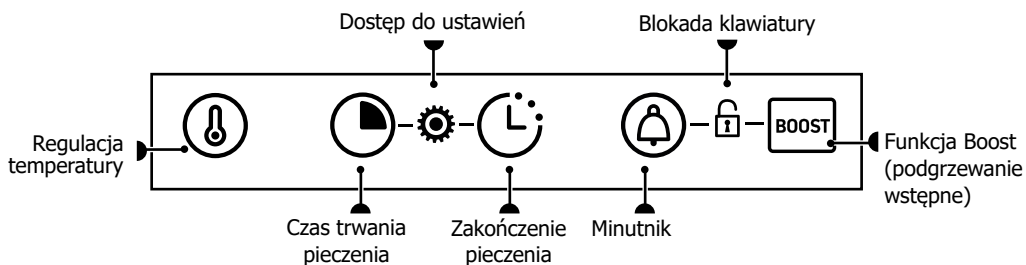 Dostęp do ustawień
Blokada klawiatury
Regulacja
temperatury
BOOST
Funkcja Boost
(podgrzewanie
wstępne)
Czas trwania
pieczenia
Zakończenie
pieczenia
Minutnik